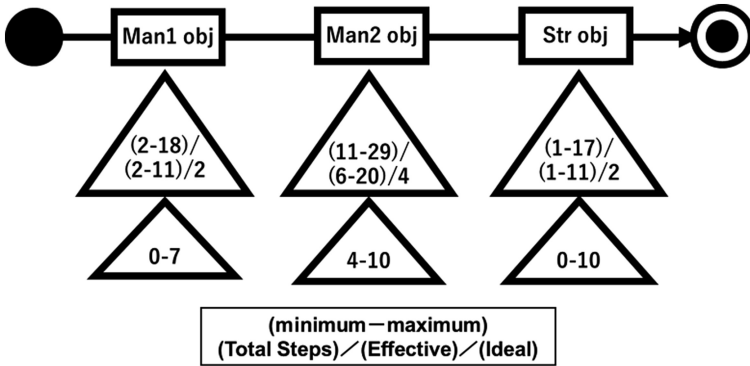 Man1 obj
Man2 obj
Str obj
(2-18)/
(2-11)/2
(11-29)/
(6-20)/4
(1-17)/
(1-11)/2
0-7
4-10
0-10
(minimum－maximum)
(Total Steps)／(Effective)／(Ideal)